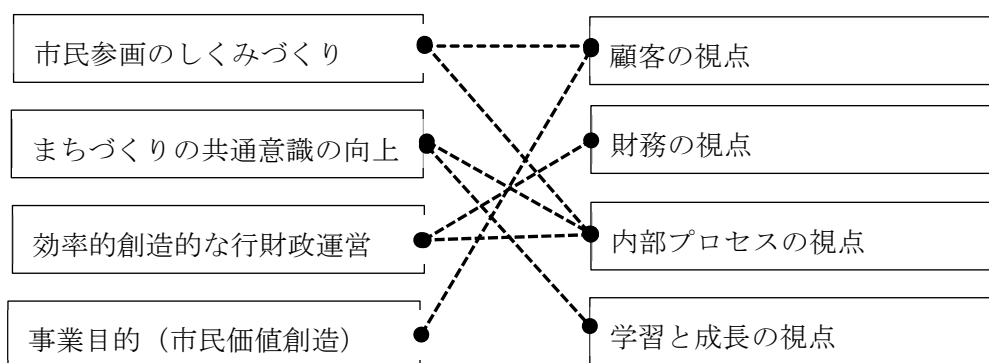 市民参画のしくみづくり
顧客の視点
まちづくりの共通意識の向上
財務の視点
効率的創造的な行財政運営
内部プロセスの視点
事業目的（市民価値創造）
学習と成長の視点